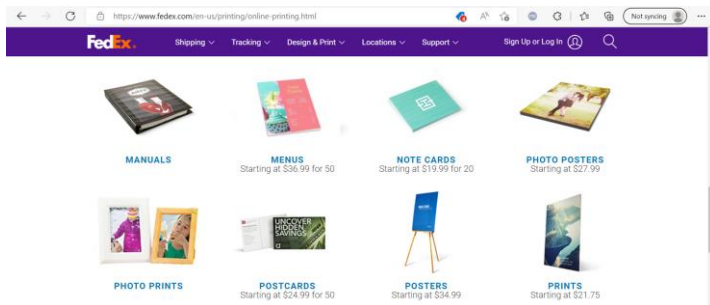 https://www.fedex.com/en-us/printing/online-printing.html
Not syncing
FedEx
Shipping
Tracking
Design & Print
Locations
Support
Sign Up or Log In
MANUALS
MENUS
Starting at $36.99 for 50
NOTE CARDS
Starting at $19.99 for 20
PHOTO POSTERS
Starting at $27.99
UNCOVER
HIDDEN
SAVINGS
PHOTO PRINTS
POSTCARDS
Starting at $24.99 for 50
POSTERS
Starting at $34.99
PRINTS
Starting at $21.75